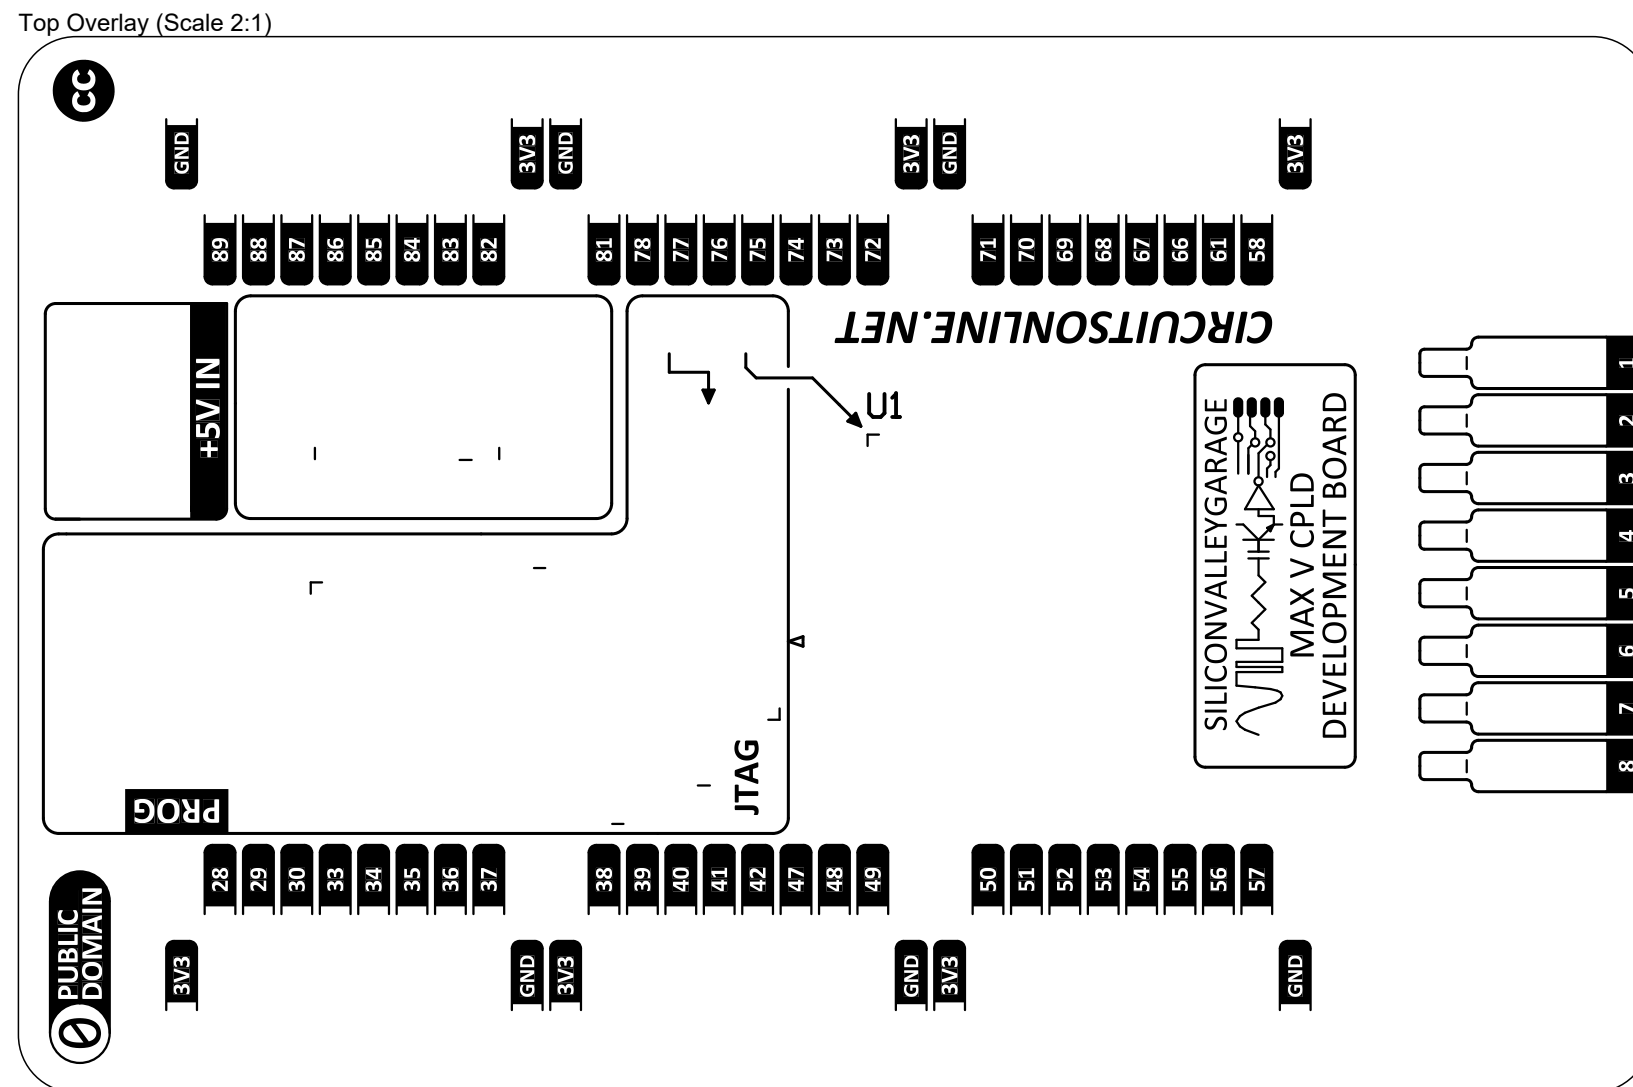 Top Overlay (Scale 2:1)
CC
GND
3V3
GND
3V3
GND
3V3
89
88
87
86
85
84
83
82
81
78
77
76
75
74
73
72
71
70
69
68
67
66
61
58
CIRCUITSONLINE.NET
+5V IN
U1
SILICONVALLEYGARAGE
MAX V CPLD
DEVELOPMENT BOARD
1
2
3
4
5
6
7
8
JTAG
PROG
28
29
30
33
34
35
36
37
38
39
40
41
42
47
48
49
50
51
52
53
54
55
56
57
0
PUBLIC
DOMAIN
3V3
GND
3V3
GND
3V3
GND